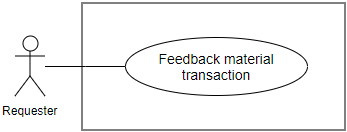 Feedback material
transaction
Requester